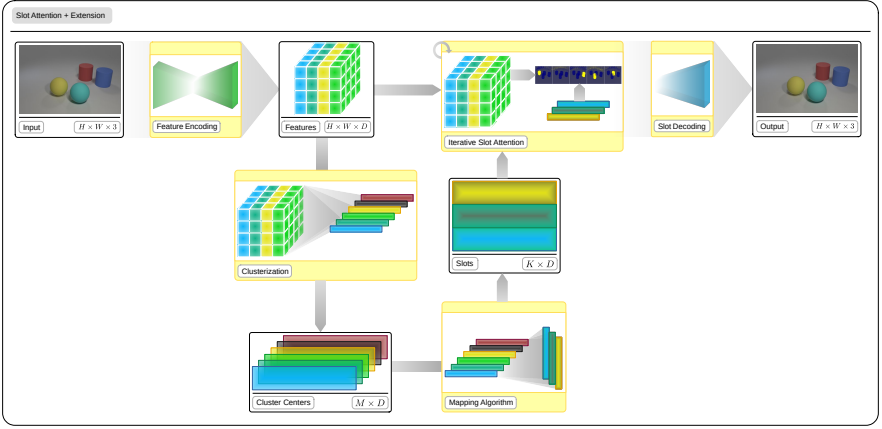 Slot Attention + Extension
Input
H × W × 3
Feature Encoding
Features
H × W × D
Iterative Slot Attention
Slot Decoding
Output
H × W × 3
Clusterization
Slots
K × D
Cluster Centers
M × D
Mapping Algorithm